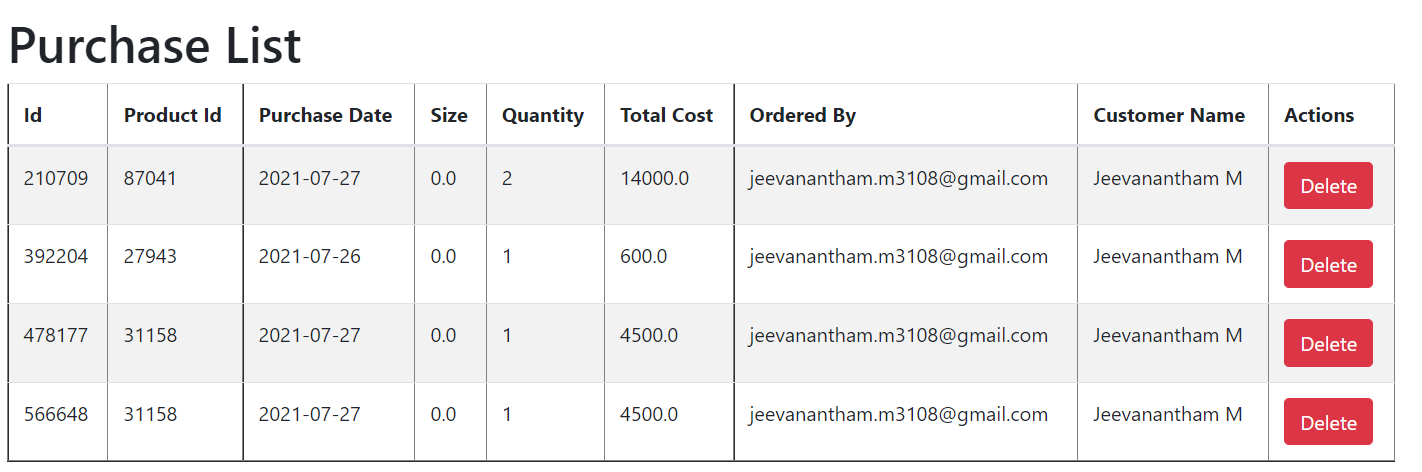 Purchase List
Id Product Id Purchase Date Size Quantity Total Cost Ordered By Customer Name Actions
210709 87041 2021-07-27 0.0 2 14000.0 jeevanantham.m3108@gmail.com Jeevanantham M Delete
392204 27943 2021-07-26 0.0 1 600.0 jeevanantham.m3108@gmail.com Jeevanantham M Delete
478177 31158 2021-07-27 0.0 1 4500.0 jeevanantham.m3108@gmail.com Jeevanantham M Delete
566648 31158 2021-07-27 0.0 1 4500.0 jeevanantham.m3108@gmail.com Jeevanantham M Delete